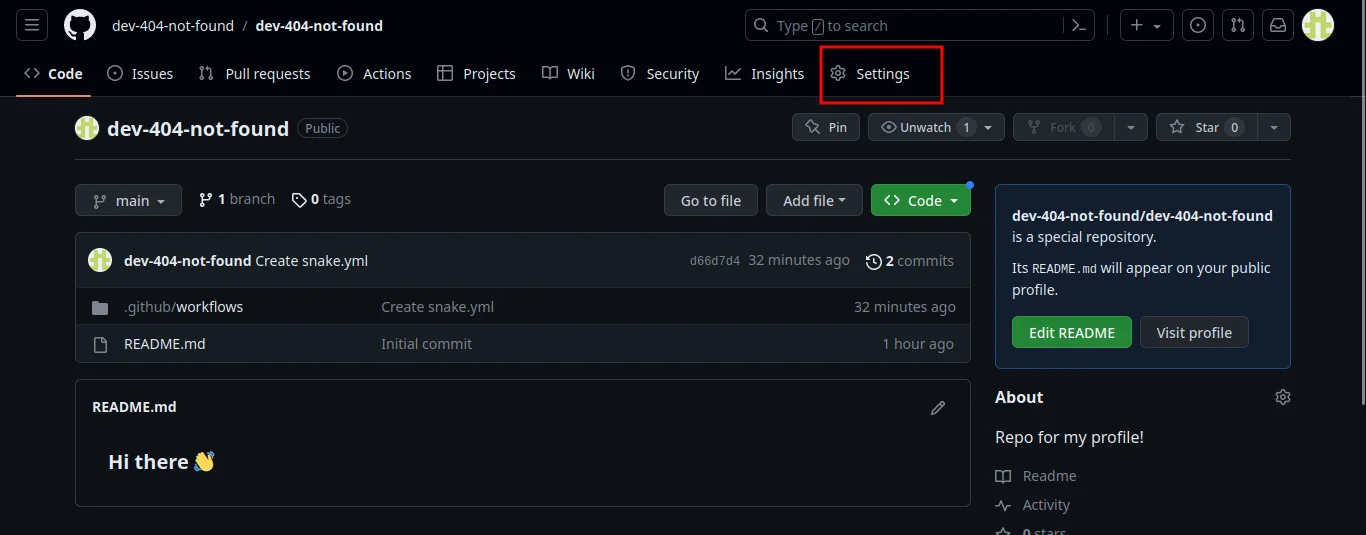 dev-404-not-found / dev-404-not-found
Type / to search
Code Issues Pull requests Actions Projects Wiki Security Insights Settings
dev-404-not-found Public
Pin Unwatch 1 Fork 0 Star 0
main 1 branch 0 tags Go to file Add file Code
dev-404-not-found Create snake.yml d66d7d4 32 minutes ago 2 commits
.github/workflows Create snake.yml 32 minutes ago
README.md Initial commit 1 hour ago
README.md
Hi there 👋
dev-404-not-found/dev-404-not-found
is a special repository.
Its README.md will appear on your public
profile.
Edit README Visit profile
About
Repo for my profile!
Readme
Activity
0 stars